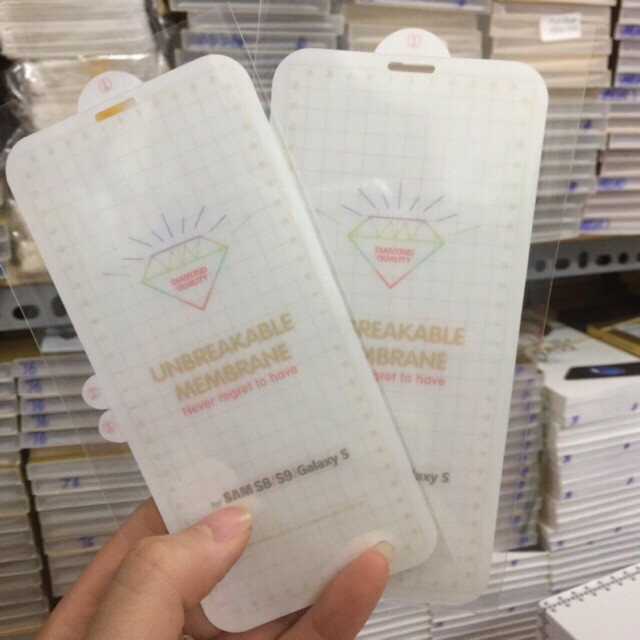 DIAMOND
QUALITY
UNBREAKABLE
MEMBRANE
Never regret to have
for SAM S8/S9/Galaxy S
DIAMOND
QUALITY
REAKABLE
MBRANE
regret to have
xy S